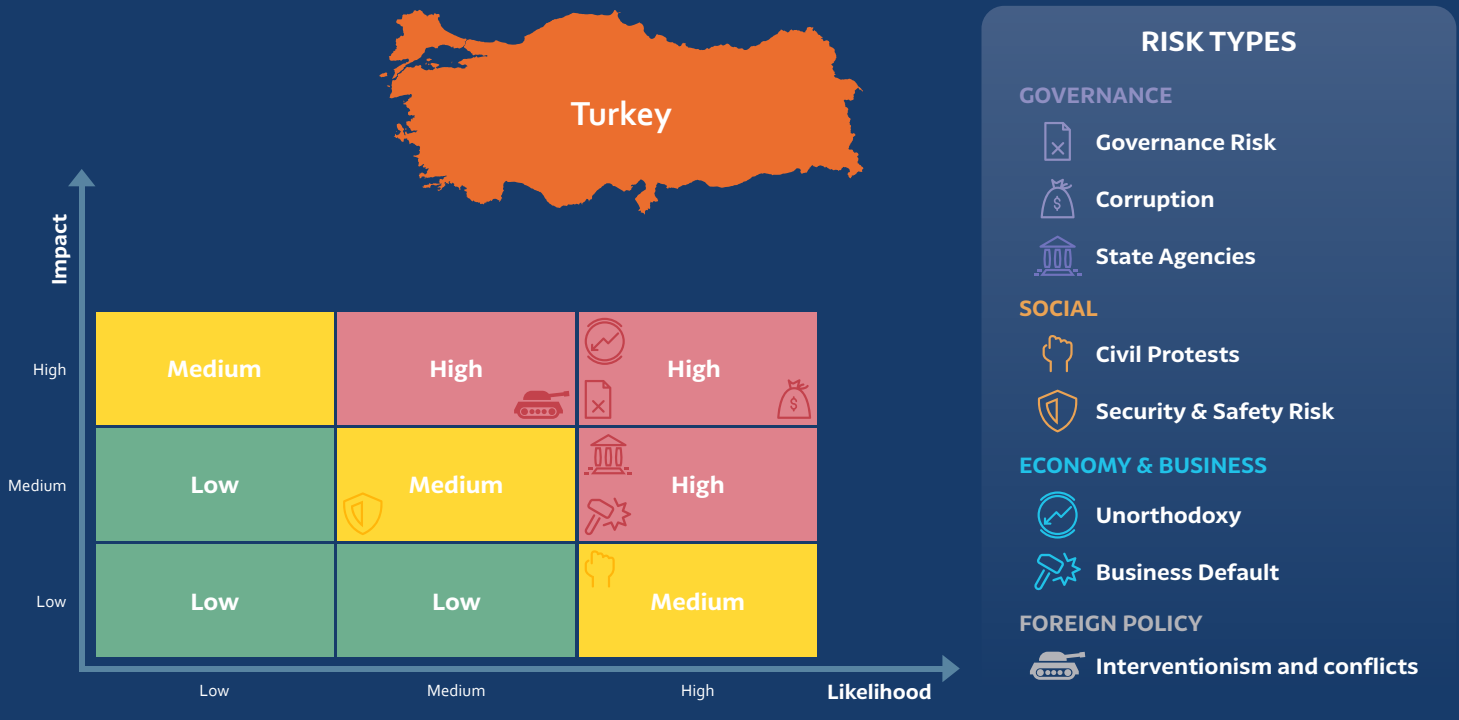 Turkey
Impact
High
Medium
Low
Medium
High
High
Low
Medium
High
Low
Low
Medium
Low
Medium
High
Likelihood
RISK TYPES
GOVERNANCE
Governance Risk
$
Corruption
State Agencies
SOCIAL
Civil Protests
Security & Safety Risk
ECONOMY & BUSINESS
Unorthodoxy
Business Default
FOREIGN POLICY
Interventionism and conflicts